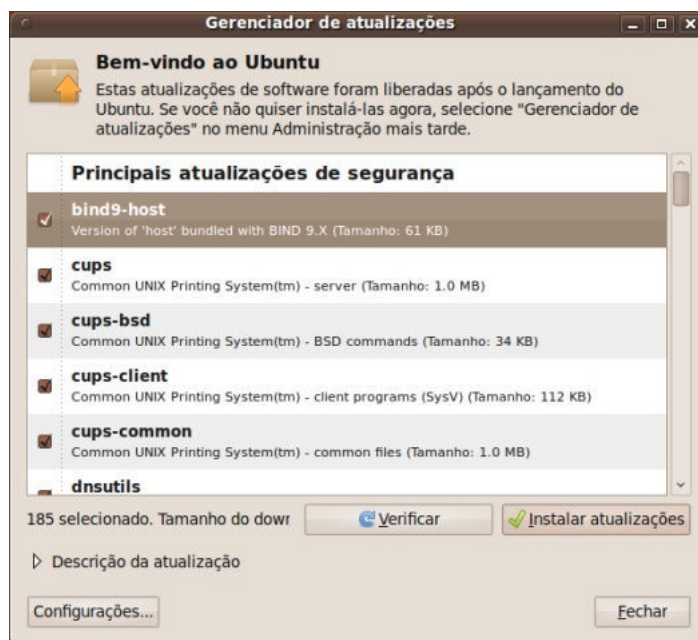 Gerenciador de atualizações
Bem-vindo ao Ubuntu
Estas atualizações de software foram liberadas após o lançamento do
Ubuntu. Se você não quiser instalá-las agora, selecione "Gerenciador de
atualizações" no menu Administração mais tarde.
Principais atualizações de segurança
bind9-host
Version of 'host' bundled with BIND 9.X (Tamanho: 61 KB)
cups
Common UNIX Printing System(tm) - server (Tamanho: 1.0 MB)
cups-bsd
Common UNIX Printing System(tm) - BSD commands (Tamanho: 34 KB)
cups-client
Common UNIX Printing System(tm) - client programs (SysV) (Tamanho: 112 KB)
cups-common
Common UNIX Printing System(tm) - common files (Tamanho: 1.0 MB)
dnsutils
185 selecionado. Tamanho do dowr Verificar Instalar atualizações
Descrição da atualização
Configurações... Fechar